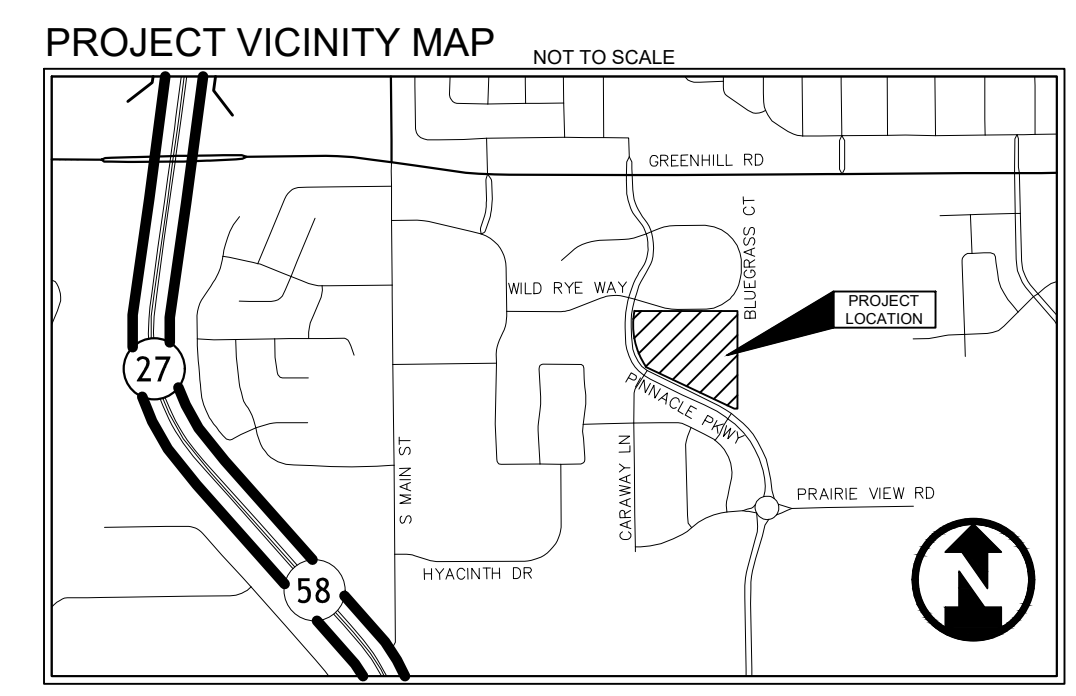 PROJECT VICINITY MAP
NOT TO SCALE
GREENHILL RD
BLUEGRASS CT
WILD RYE WAY
PROJECT
LOCATION
27
PINNACLE PKWY
S MAIN ST
CARAWAY LN
PRAIRIE VIEW RD
HYACINTH DR
58
N